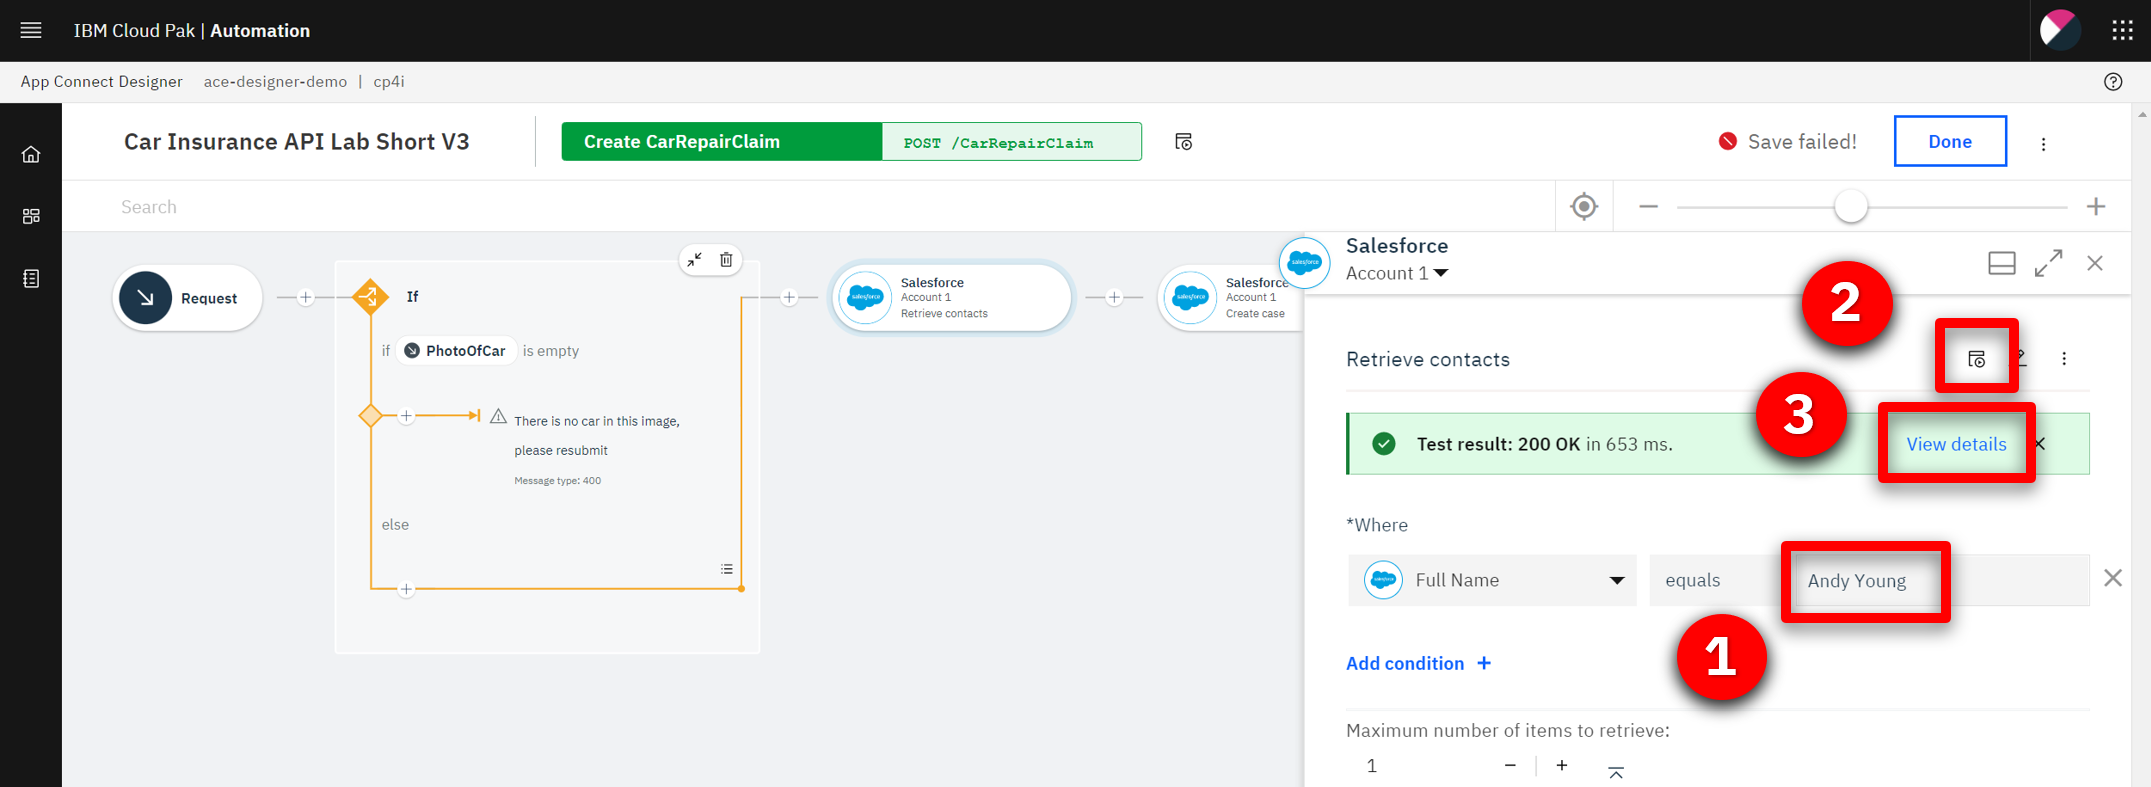 IBM Cloud Pak | Automation
App Connect Designer ace-designer-demo | cp4i
Car Insurance API Lab Short V3
Create CarRepairClaim
POST /CarRepairClaim
Save failed!
Done
Search
Request
If
if PhotoOfCar is empty
There is no car in this image,
please resubmit
Message type: 400
else
salesforce
Salesforce
Account 1
Retrieve contacts
salesforce
Salesforce
Account 1
Create case
salesforce
Salesforce
Account 1
2
Retrieve contacts
3
Test result: 200 OK in 653 ms.
View details
*Where
salesforce
Full Name
equals
Andy Young
1
Add condition +
Maximum number of items to retrieve:
1